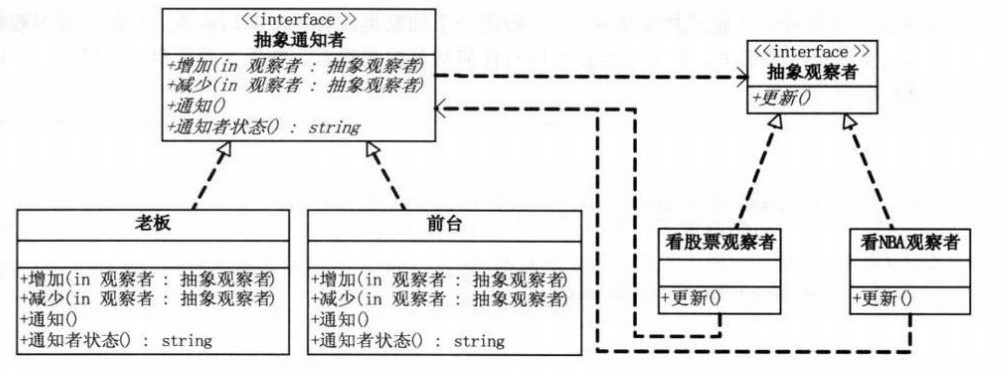 <<interface>>
抽象通知者
+增加(in 观察者 : 抽象观察者)
+减少(in 观察者 : 抽象观察者)
+通知()
+通知者状态() : string
<<interface>>
抽象观察者
+更新()
老板
+增加(in 观察者 : 抽象观察者)
+减少(in 观察者 : 抽象观察者)
+通知()
+通知者状态() : string
前台
+增加(in 观察者 : 抽象观察者)
+减少(in 观察者 : 抽象观察者)
+通知()
+通知者状态() : string
看股票观察者
+更新()
看NBA观察者
+更新()